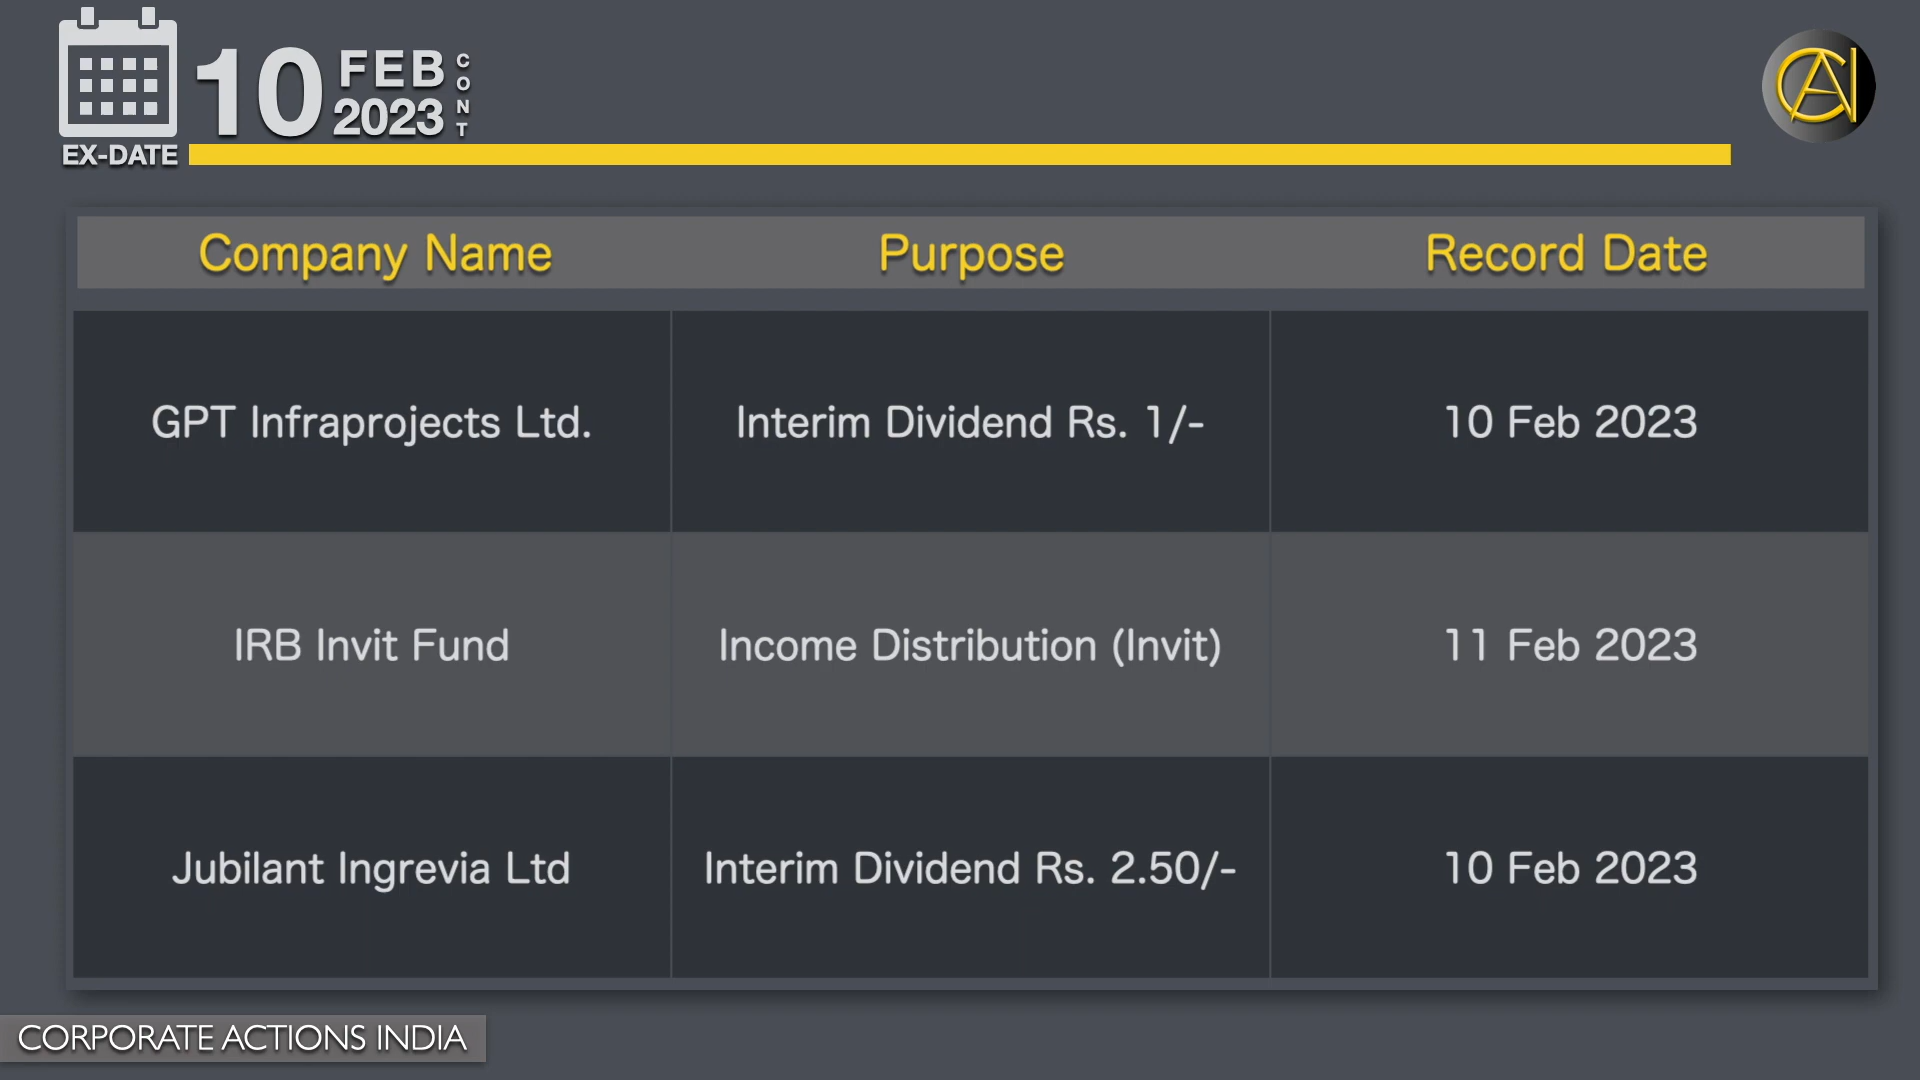 10 FEB 2023 CONT
EX-DATE
CAI
Company Name Purpose Record Date
GPT Infraprojects Ltd. Interim Dividend Rs. 1/- 10 Feb 2023
IRB Invit Fund Income Distribution (Invit) 11 Feb 2023
Jubilant Ingrevia Ltd Interim Dividend Rs. 2.50/- 10 Feb 2023
CORPORATE ACTIONS INDIA